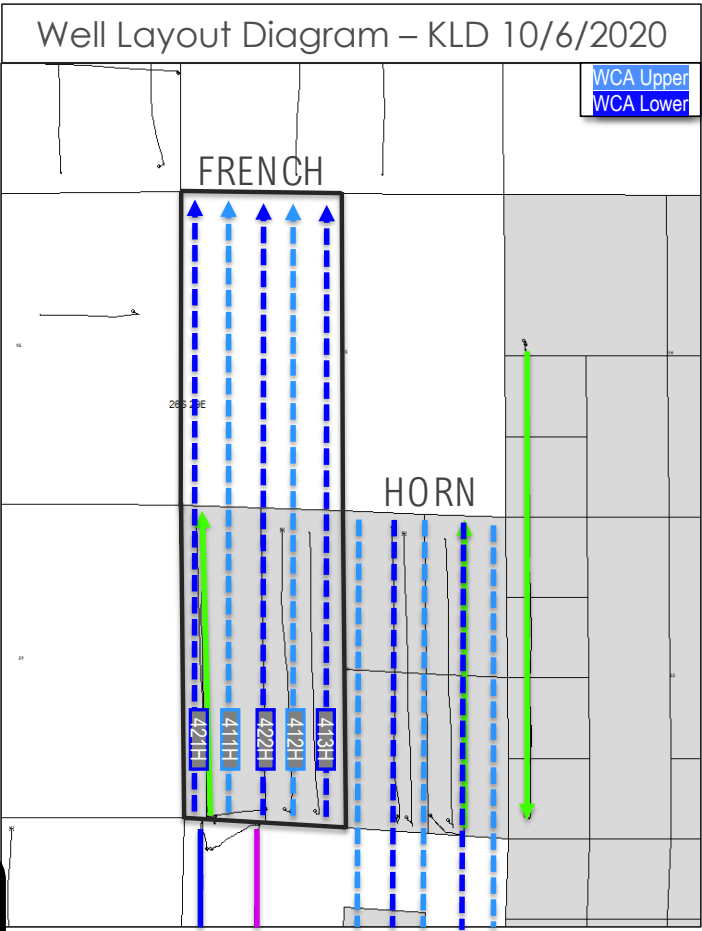 Well Layout Diagram – KLD 10/6/2020
WCA Upper
WCA Lower
FRENCH
26S 29E
HORN
421H
411H
422H
412H
413H
31